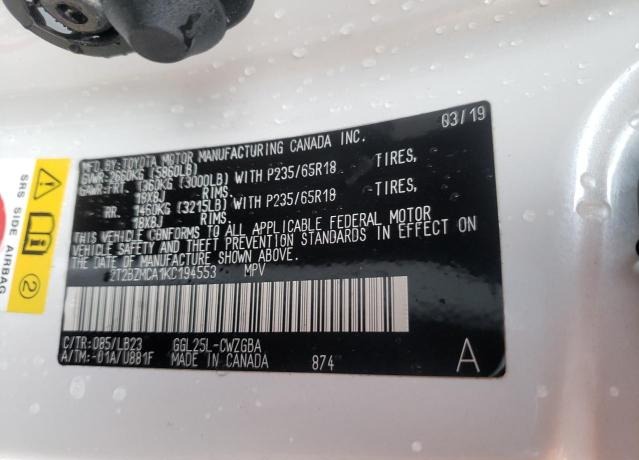 MFD.BY:TOYOTA MOTOR MANUFACTURING CANADA INC. 03/19
GVWR:2660KG (5860LB)
GAWR:FRT. 1360KG (3000LB) WITH P235/65R18 TIRES,
18X8J RIMS.
RR 1460KG (3215LB) WITH P235/65R18 TIRES,
18X8J RIMS.
THIS VEHICLE CONFORMS TO ALL APPLICABLE FEDERAL MOTOR
VEHICLE SAFETY AND THEFT PREVENTION STANDARDS IN EFFECT ON
THE DATE OF MANUFACTURE SHOWN ABOVE.
2T2BZMCA1KC194553 MPV
C/TR:085/LB23 GGL25L-CWZGBA
A/TM:-01A/U881F MADE IN CANADA 874 A
SRS SIDE AIRBAG
2